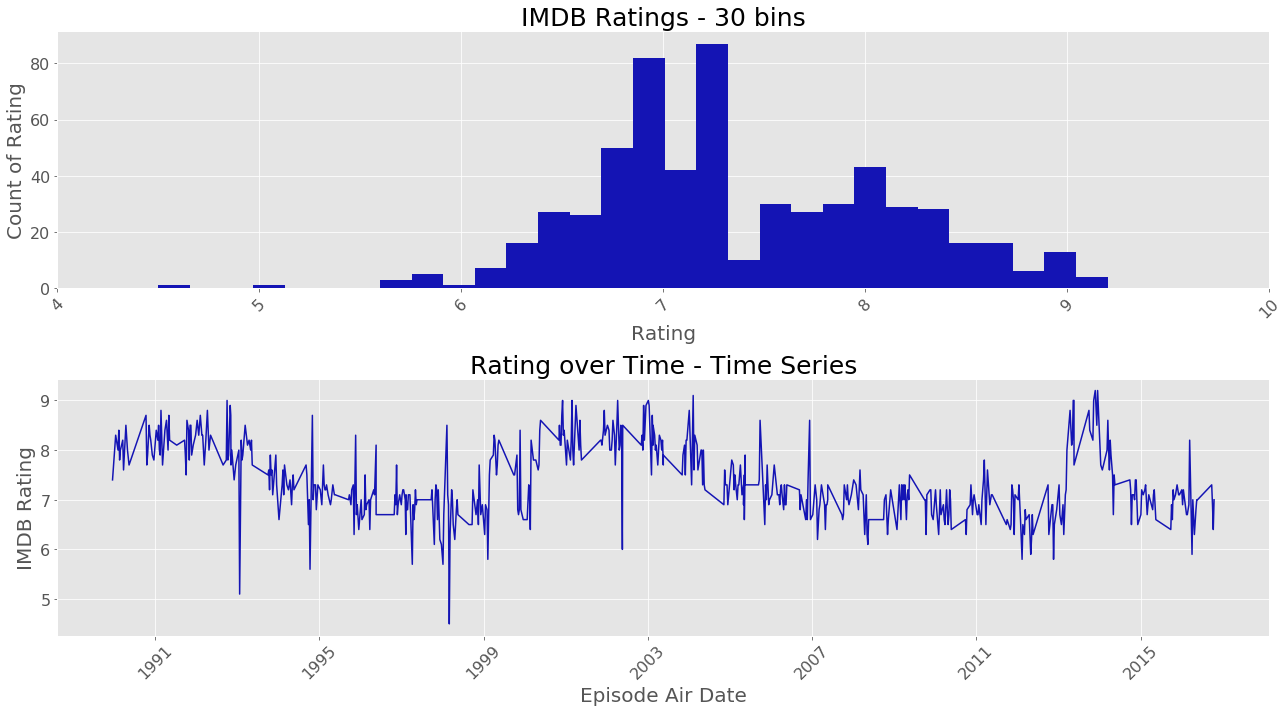 IMDB Ratings - 30 bins
Count of Rating
80
60
40
20
0
4 5 6 7 8 9 10
Rating
Rating over Time - Time Series
IMDB Rating
9
8
7
6
5
1991 1995 1999 2003 2007 2011 2015
Episode Air Date